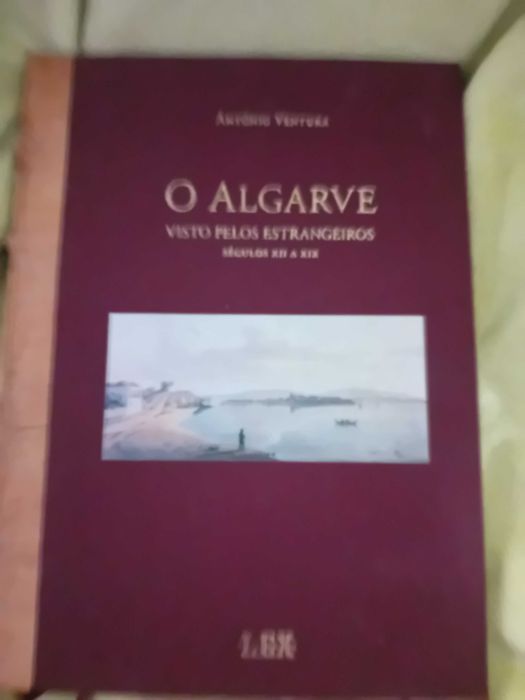 António Ventura
O ALGARVE
VISTO PELOS ESTRANGEIROS
SÉCULOS XII A XIX